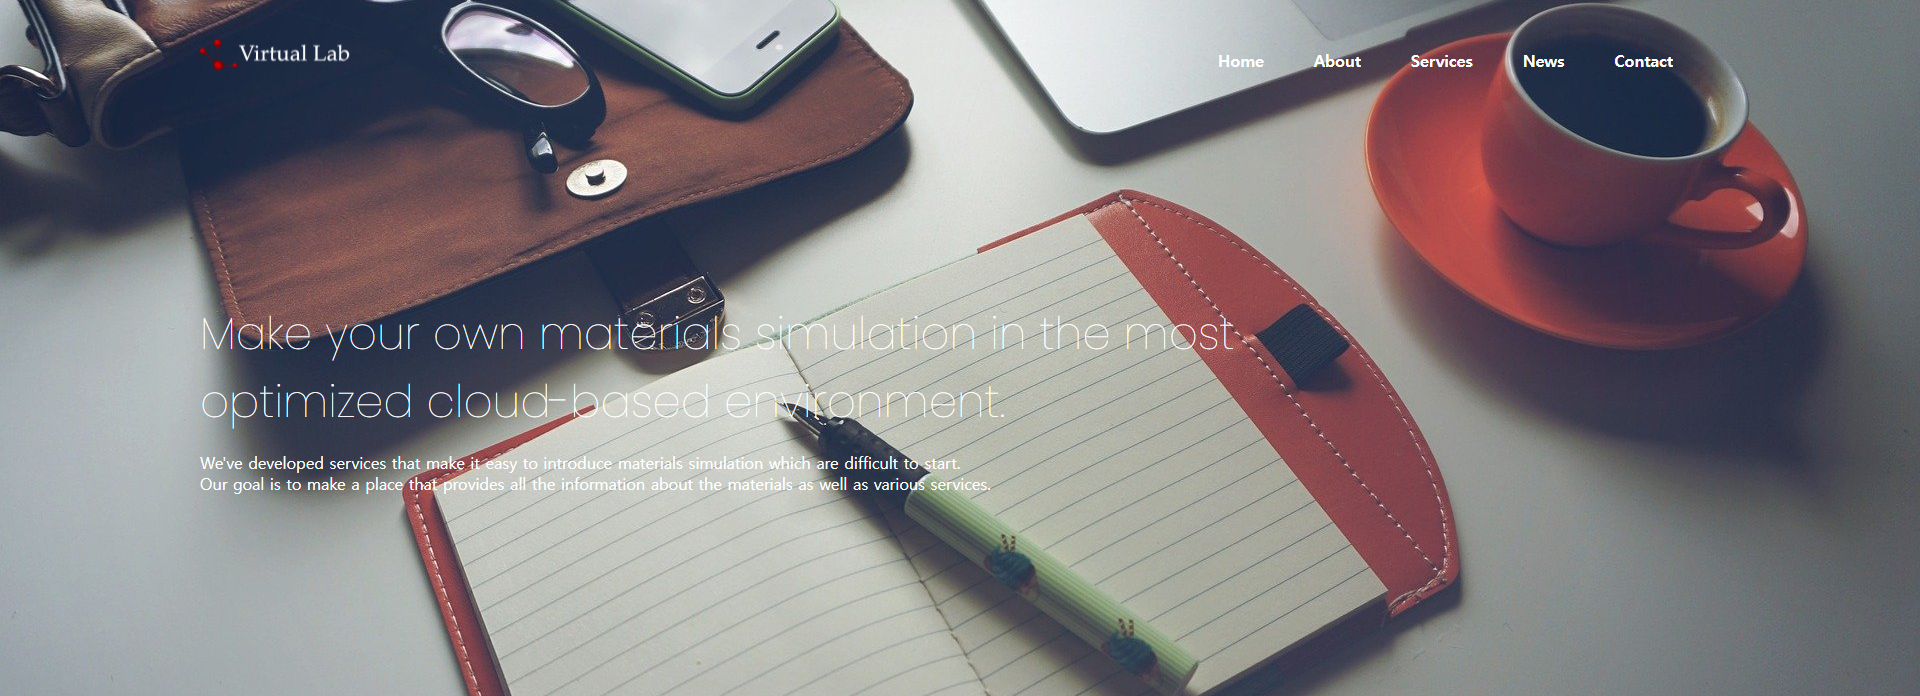 Virtual Lab
Home About Services News Contact
Make your own materials simulation in the most
optimized cloud-based environment.
We've developed services that make it easy to introduce materials simulation which are difficult to start.
Our goal is to make a place that provides all the information about the materials as well as various services.